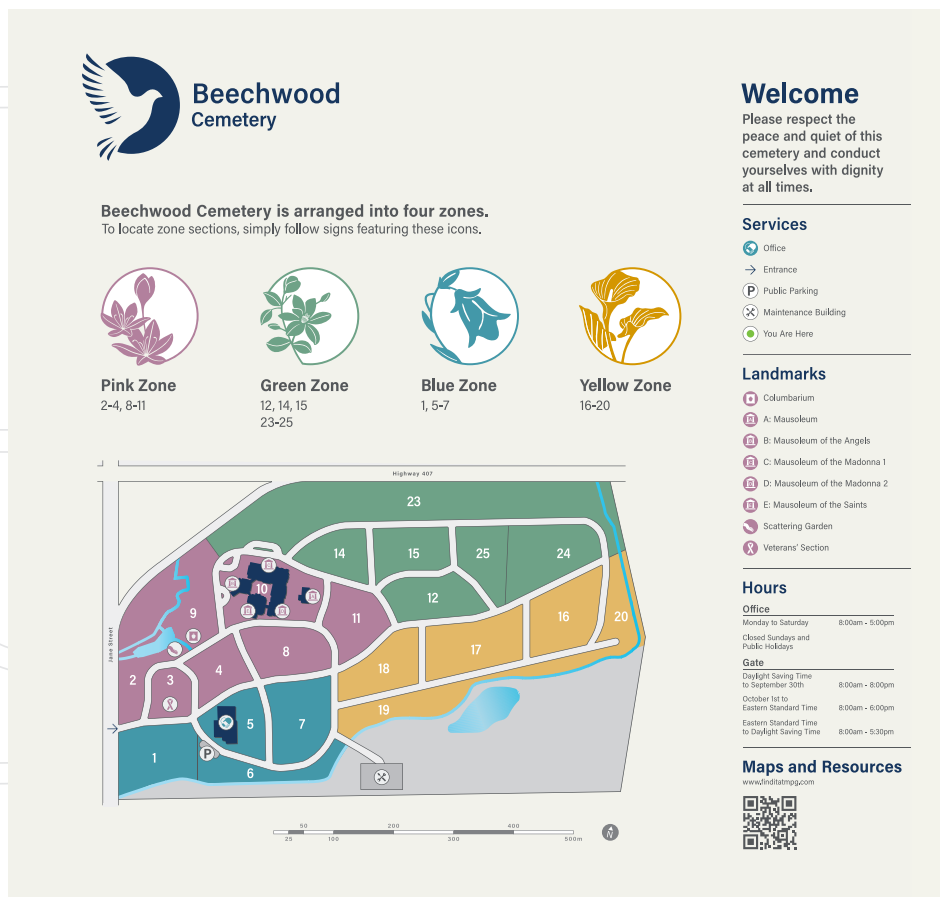 Beechwood
Cemetery
Beechwood Cemetery is arranged into four zones.
To locate zone sections, simply follow signs featuring these icons.
Pink Zone
2-4, 8-11
Green Zone
12, 14, 15
23-25
Blue Zone
1, 5-7
Yellow Zone
16-20
Highway 407
Jane Street
23
14
15
25
24
12
10
9
11
16
20
17
8
18
4
3
2
19
5
7
1
6
P
50
200
400
25
100
300
500m
N
Welcome
Please respect the
peace and quiet of this
cemetery and conduct
yourselves with dignity
at all times.
Services
Office
Entrance
P Public Parking
Maintenance Building
You Are Here
Landmarks
Columbarium
A: Mausoleum
B: Mausoleum of the Angels
C: Mausoleum of the Madonna 1
D: Mausoleum of the Madonna 2
E: Mausoleum of the Saints
Scattering Garden
Veterans' Section
Hours
Office
Monday to Saturday 8:00am - 5:00pm
Closed Sundays and
Public Holidays
Gate
Daylight Saving Time
to September 30th 8:00am - 8:00pm
October 1st to
Eastern Standard Time 8:00am - 6:00pm
Eastern Standard Time
to Daylight Saving Time 8:00am - 5:30pm
Maps and Resources
www.finditatmpg.com